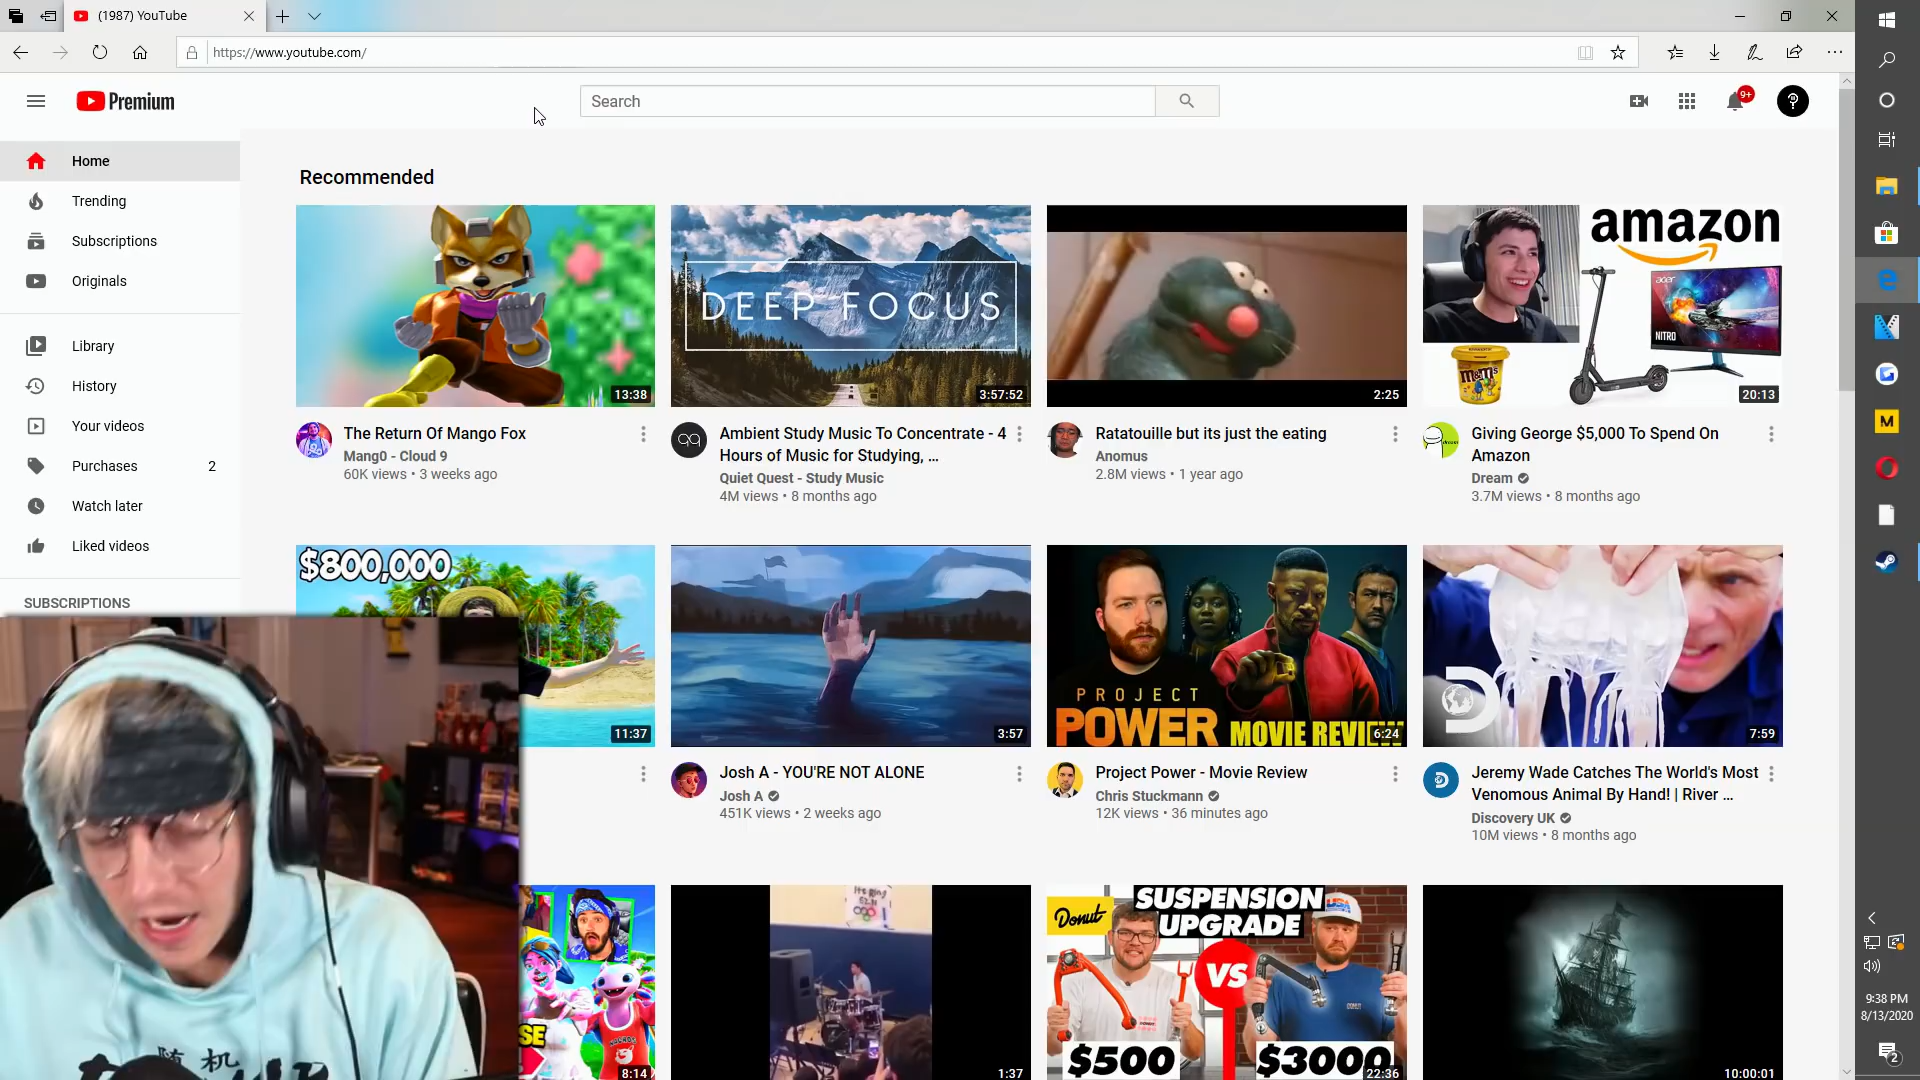 (1987) YouTube
https://www.youtube.com/
Premium
Search
9+
Home
Trending
Subscriptions
Originals
Library
History
Your videos
Purchases 2
Watch later
Liked videos
SUBSCRIPTIONS
Recommended
13:38
The Return Of Mango Fox
Mang0 - Cloud 9
60K views • 3 weeks ago
DEEP FOCUS
3:57:52
Ambient Study Music To Concentrate - 4
Hours of Music for Studying, ...
Quiet Quest - Study Music
4M views • 8 months ago
2:25
Ratatouille but its just the eating
Anomus
2.8M views • 1 year ago
amazon
acer
NITRO
m&m's
20:13
dream
Giving George $5,000 To Spend On
Amazon
Dream
3.7M views • 8 months ago
$800,000
11:37
3:57
Josh A - YOU'RE NOT ALONE
Josh A
451K views • 2 weeks ago
PROJECT
POWER MOVIE REVIEW
6:24
Project Power - Movie Review
Chris Stuckmann
12K views • 36 minutes ago
7:59
Jeremy Wade Catches The World's Most
Venomous Animal By Hand! | River ...
Discovery UK
10M views • 8 months ago
随机
SE
8:14
1:37
Donut
SUSPENSION
UPGRADE
VS
$500
$3000
22:36
10:00:01
9:38 PM
8/13/2020
2